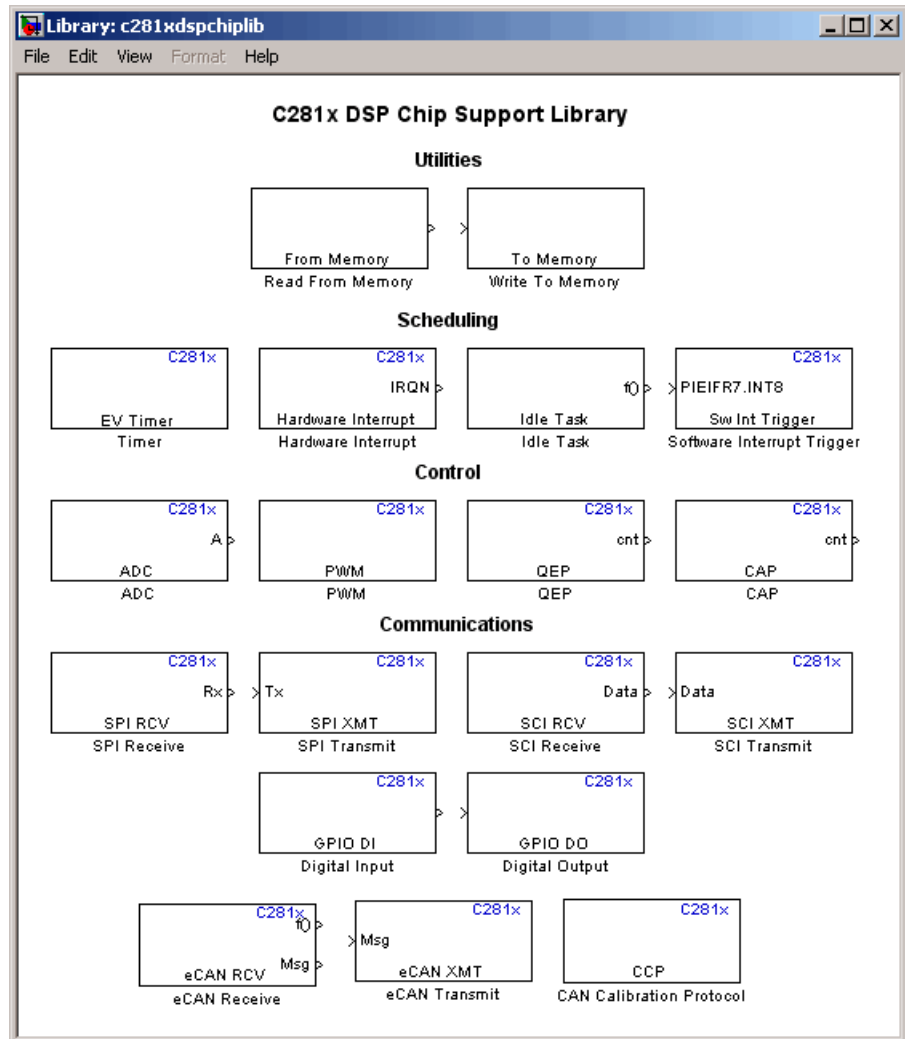 Library: c281xdspchiplib
File Edit View Format Help
C281x DSP Chip Support Library
Utilities
From Memory To Memory
Read From Memory Write To Memory
Scheduling
C281x C281x C281x
IRQN f() PIEIFR7.INT8
EV Timer Hardware Interrupt Idle Task Sw Int Trigger
Timer Hardware Interrupt Idle Task Software Interrupt Trigger
Control
C281x C281x C281x C281x
A cnt cnt
ADC PWM QEP CAP
ADC PWM QEP CAP
Communications
C281x C281x C281x C281x
Rx Tx Data Data
SPI RCV SPI XMT SCI RCV SCI XMT
SPI Receive SPI Transmit SCI Receive SCI Transmit
C281x C281x
GPIO DI GPIO DO
Digital Input Digital Output
C281x C281x C281x
f()
Msg Msg
eCAN RCV eCAN XMT CCP
eCAN Receive eCAN Transmit CAN Calibration Protocol